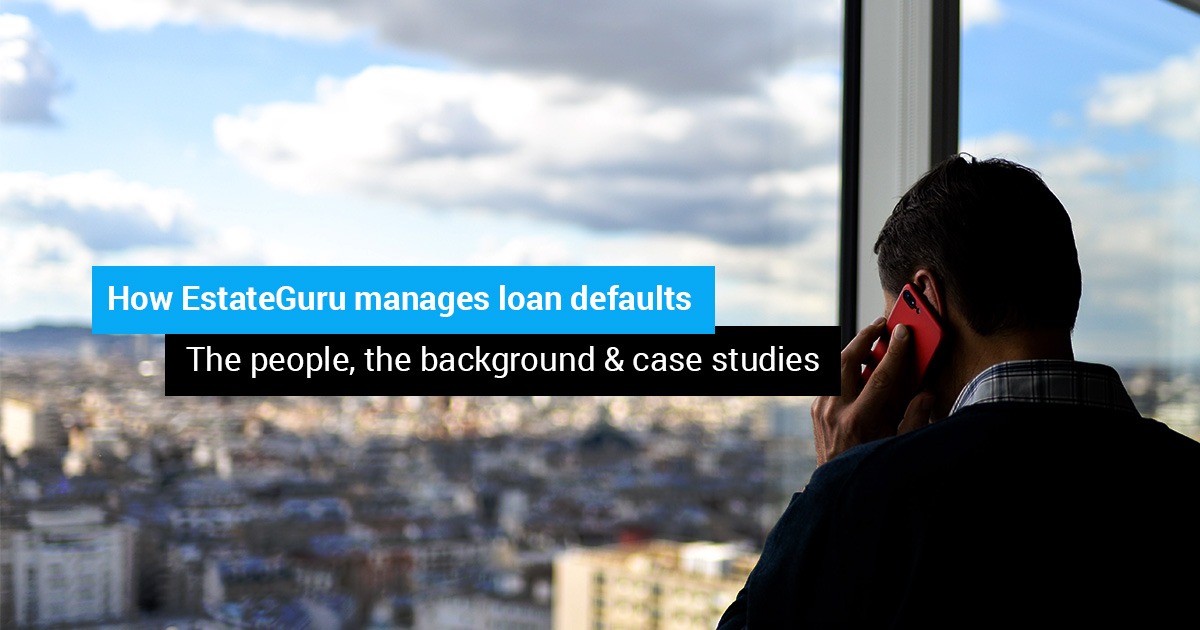 How EstateGuru manages loan defaults
The people, the background & case studies